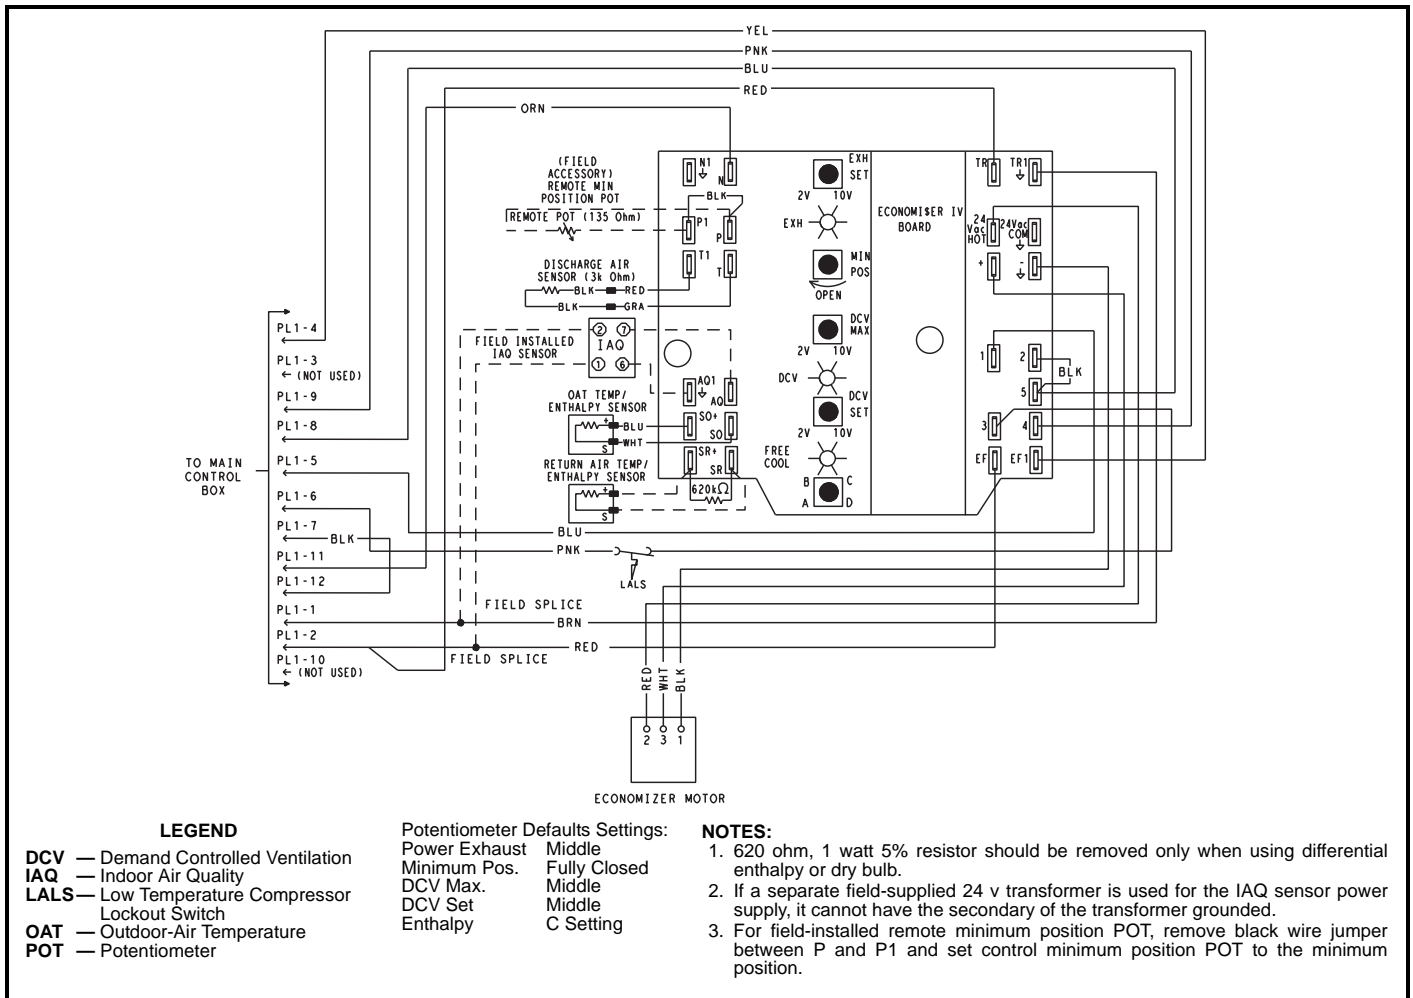 YEL
PNK
BLU
RED
ORN
(FIELD
ACCESSORY)
REMOTE MIN
POSITION POT
REMOTE POT (135 Ohm)
DISCHARGE AIR
SENSOR (3k Ohm)
BLK
RED
BLK
GRA
FIELD INSTALLED
IAQ SENSOR
2 7
IAQ
1 6
OAT TEMP/
ENTHALPY SENSOR
+
BLU
S
WHT
RETURN AIR TEMP/
ENTHALPY SENSOR
+
S
620kΩ
N1
N
BLK
P1
P
T1
T
AQ1
AQ
SO+
SO
SR+
SR
EXH
SET
2V 10V
EXH
MIN
POS
OPEN
DCV
MAX
2V 10V
DCV
DCV
SET
2V 10V
FREE
COOL
B C
A D
ECONOMI$ER IV
BOARD
TR
TR1
24
Vac
HOT
24Vac
COM
+
-
1
2
BLK
5
3
4
EF
EF1
TO MAIN
CONTROL
BOX
PL1-4
PL1-3
(NOT USED)
PL1-9
PL1-8
PL1-5
PL1-6
PL1-7
BLK
PL1-11
PL1-12
PL1-1
PL1-2
PL1-10
(NOT USED)
BLU
PNK
LALS
FIELD SPLICE
BRN
RED
FIELD SPLICE
RED
WHT
BLK
2 3 1
ECONOMIZER MOTOR
LEGEND
DCV — Demand Controlled Ventilation
IAQ — Indoor Air Quality
LALS — Low Temperature Compressor
Lockout Switch
OAT — Outdoor-Air Temperature
POT — Potentiometer
Potentiometer Defaults Settings:
Power Exhaust Middle
Minimum Pos. Fully Closed
DCV Max. Middle
DCV Set Middle
Enthalpy C Setting
NOTES:
1. 620 ohm, 1 watt 5% resistor should be removed only when using differential
enthalpy or dry bulb.
2. If a separate field-supplied 24 v transformer is used for the IAQ sensor power
supply, it cannot have the secondary of the transformer grounded.
3. For field-installed remote minimum position POT, remove black wire jumper
between P and P1 and set control minimum position POT to the minimum
position.